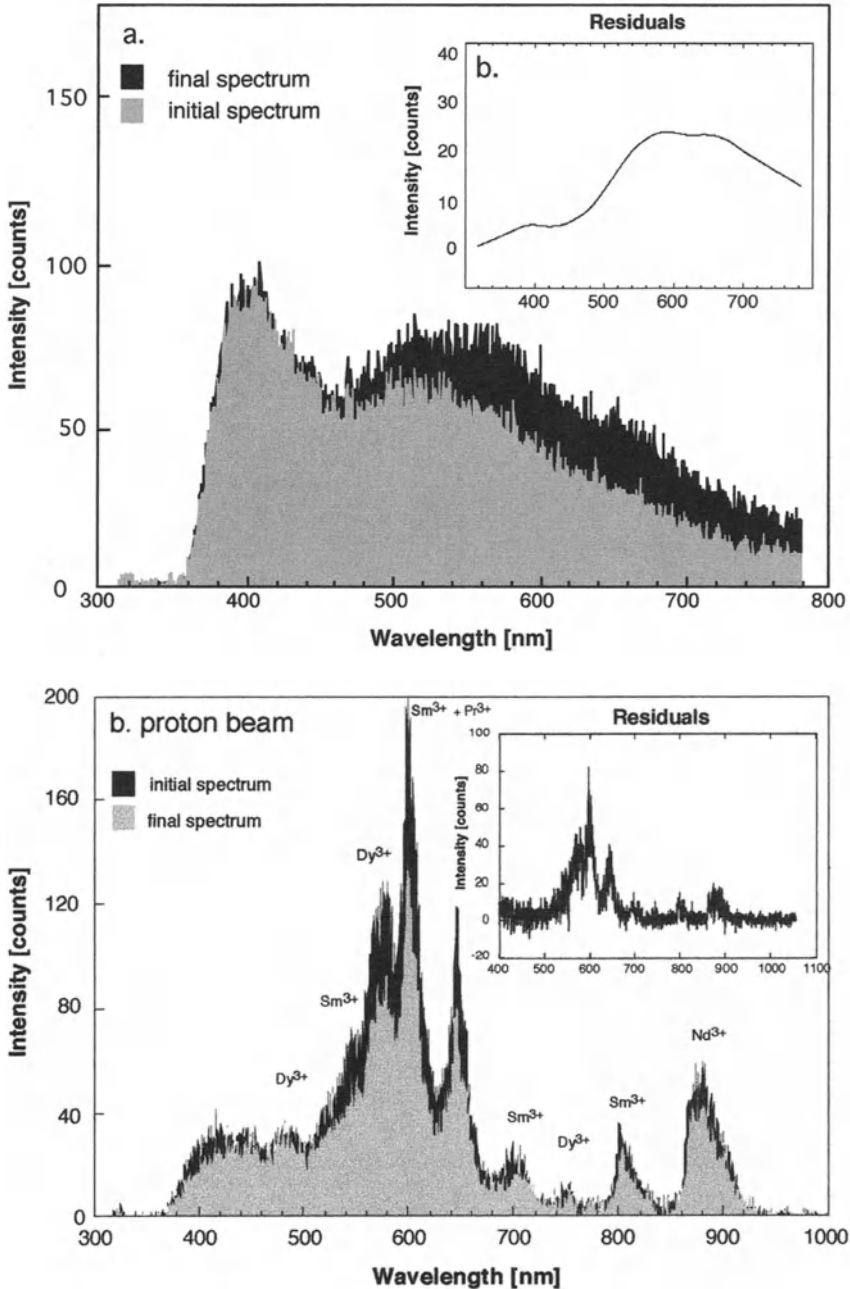 a.
final spectrum
initial spectrum
Intensity [counts]
150
100
50
0
300 400 500 600 700 800
Wavelength [nm]
Residuals
b.
Intensity [counts]
40
30
20
10
0
400 500 600 700
b. proton beam
initial spectrum
final spectrum
Intensity [counts]
200
160
120
80
40
0
300 400 500 600 700 800 900 1000
Wavelength [nm]
Dy3+
Sm3+
Dy3+
Sm3+ + Pr3+
Sm3+
Dy3+
Sm3+
Nd3+
Residuals
Intensity [counts]
100
80
60
40
20
0
-20
400 500 600 700 800 900 1000 1100